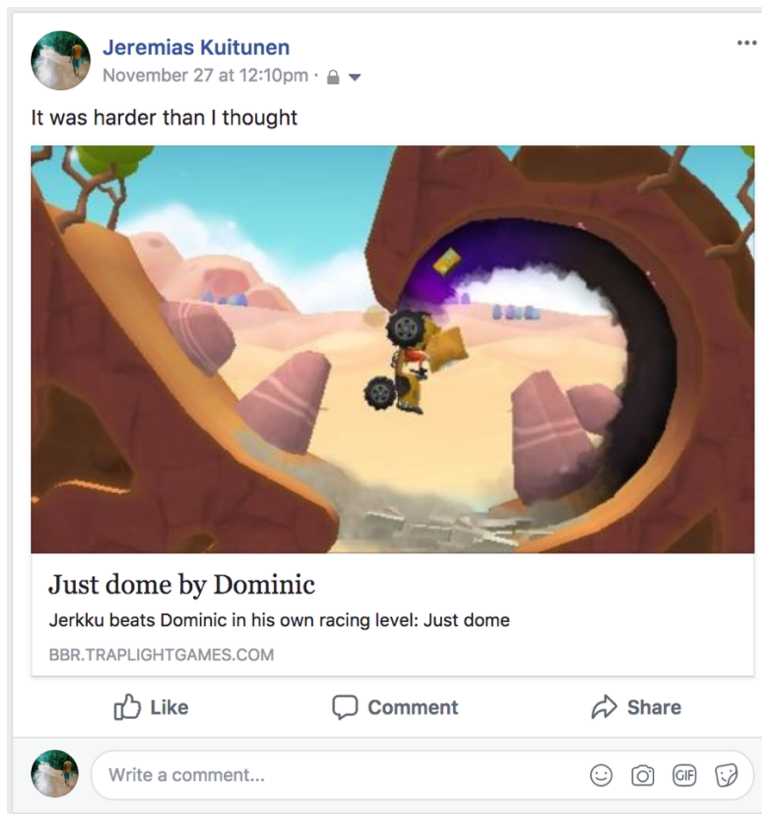 Jeremias Kuitunen
November 27 at 12:10pm ·
It was harder than I thought
Just dome by Dominic
Jerkku beats Dominic in his own racing level: Just dome
BBR.TRAPLIGHTGAMES.COM
Like Comment Share
Write a comment... GIF